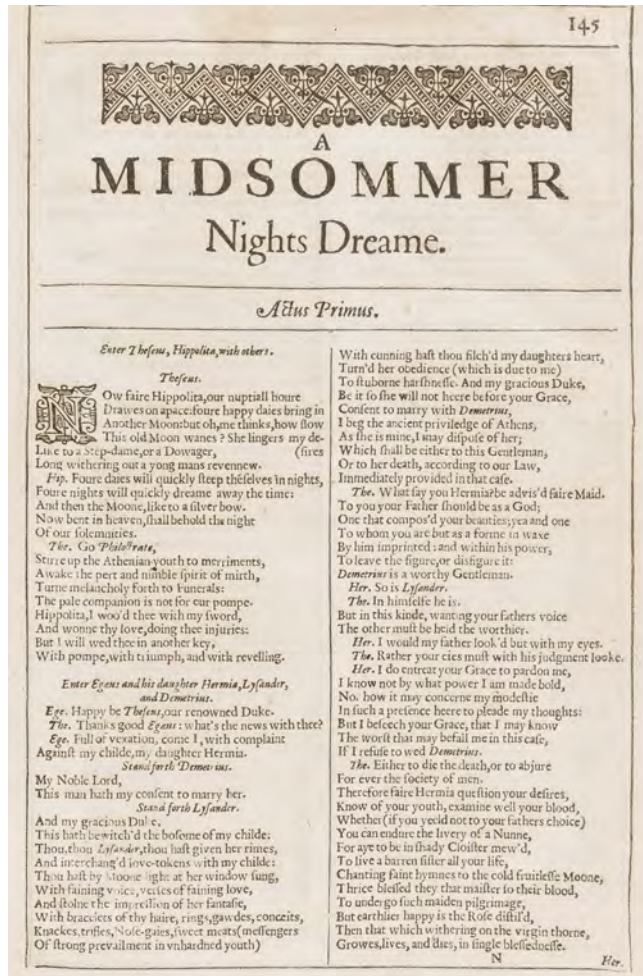 145
A
MIDSOMMER
Nights Dreame.
Actus Primus.
Enter Theseus, Hippolita, with others.
Theseus.
NOw faire Hippolita, our nuptiall houre
Drawes on apace: foure happy daies bring in
Another Moon: but oh, me thinks, how slow
This old Moon wanes? She lingers my de-
Like to a Step-dame, or a Dowager, (sires
Long withering out a yong mans revennew.
Hip. Foure daies will quickly steep thẽselves in nights,
Foure nights will quickly dreame away the time:
And then the Moone, like to a silver bow.
Now bent in heaven, shall behold the night
Of our solemnities.
The. Go Philostrate,
Stirre up the Athenian youth to merriments,
Awake the pert and nimble spirit of mirth,
Turne melancholy forth to Funerals:
The pale companion is not for our pompe.
Hippolita, I woo'd thee with my sword,
And wonne thy love, doing thee injuries:
But I will wed thee in another key,
With pompe, with triumph, and with revelling.
Enter Egeus and his daughter Hermia, Lysander,
and Demetrius.
Ege. Happy be Theseus, our renowned Duke.
The. Thanks good Egeus: what's the news with thee?
Ege. Full of vexation, come I, with complaint
Against my childe, my daughter Hermia.
Stand forth Demetrius.
My Noble Lord,
This man hath my consent to marry her.
Stand forth Lysander.
And my gracious Duke,
This hath bewitch'd the bosome of my childe:
Thou, thou Lysander, thou hast given her rimes,
And interchang'd love-tokens with my childe:
Thou hast by Moone light at her window sung,
With faining voice, verses of faining love,
And stolne the impression of her fantasie,
With bracelets of thy haire, rings, gawdes, conceits,
Knackes, trifles, Nose-gaies, sweet meats (messengers
Of strong prevailment in vnhardned youth)
With cunning hast thou filch'd my daughters heart,
Turn'd her obedience (which is due to me)
To stuborne harshnesse. And my gracious Duke,
Be it so she will not heere before your Grace,
Consent to marry with Demetrius,
I beg the ancient priviledge of Athens,
As she is mine, I may dispose of her;
Which shall be either to this Gentleman,
Or to her death, according to our Law,
Immediately provided in that case.
The. What say you Hermia? be advis'd faire Maid.
To you your Father should be as a God;
One that compos'd your beauties; yea and one
To whom you are but as a forme in waxe
By him imprinted: and within his power,
To leave the figure, or disfigure it:
Demetrius is a worthy Gentleman.
Her. So is Lysander.
The. In himselfe he is.
But in this kinde, wanting your fathers voice
The other must be held the worthier.
Her. I would my father look'd but with my eyes.
The. Rather your eies must with his judgment looke.
Her. I do entreat your Grace to pardon me,
I know not by what power I am made bold,
No. how it may concerne my modestie
In such a presence heere to pleade my thoughts:
But I beseech your Grace, that I may know
The worst that may befall me in this case,
If I refuse to wed Demetrius.
The. Either to die the death, or to abjure
For ever the society of men.
Therefore faire Hermia question your desires,
Know of your youth, examine well your blood,
Whether (if you yeeld not to your fathers choice)
You can endure the livery of a Nunne,
For aye to be in shady Cloister mew'd,
To live a barren sister all your life,
Chanting faint hymnes to the cold fruitlesse Moone,
Thrice blessed they that maister so their blood,
To undergo such maiden pilgrimage,
But earthlier happy is the Rose distil'd,
Then that which withering on the virgin thorne,
Growes, lives, and dies, in single blessednesse.
N
Her.